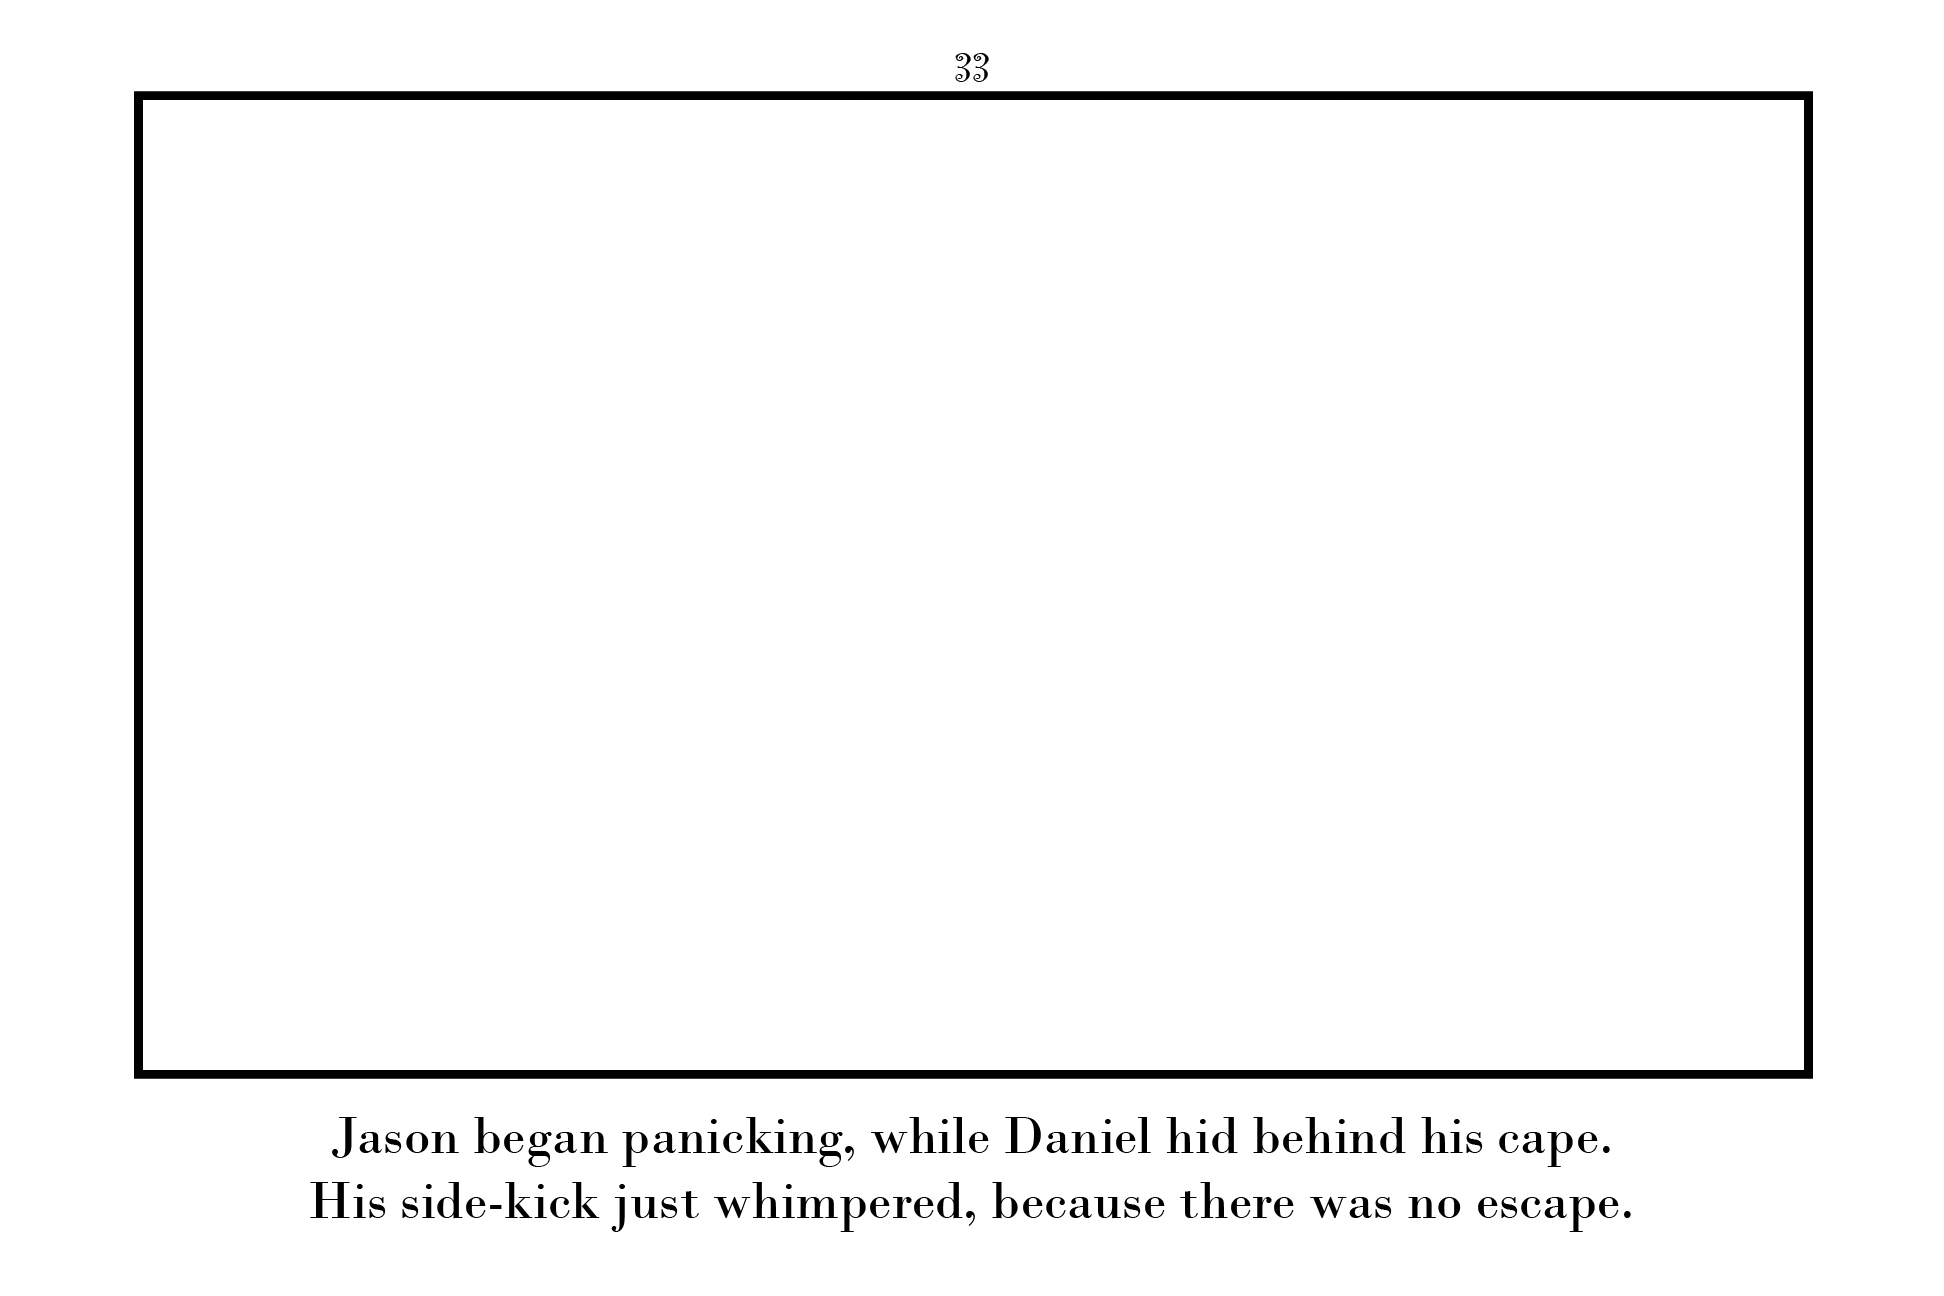 33
Jason began panicking, while Daniel hid behind his cape.
His side-kick just whimpered, because there was no escape.